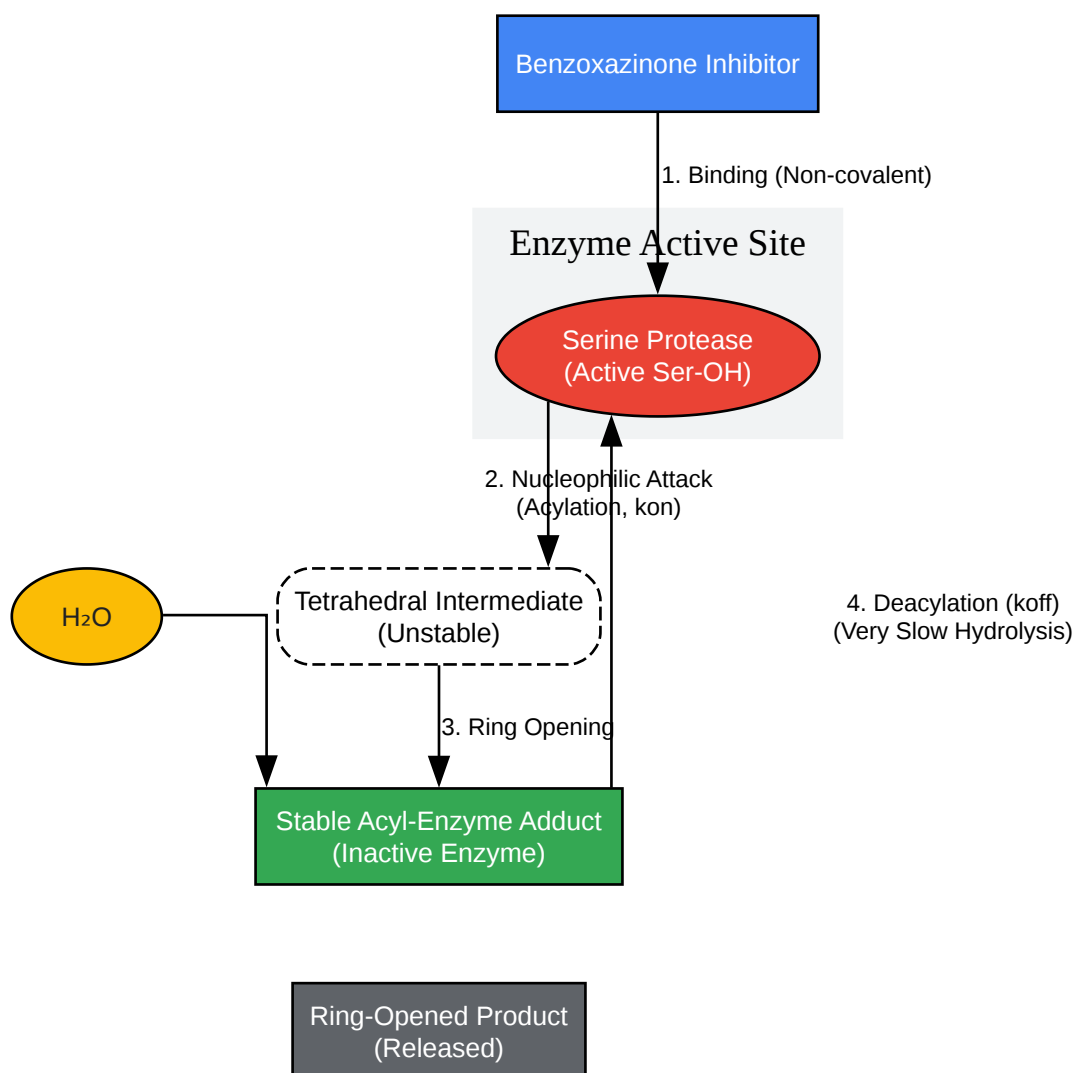 Benzoxazinone Inhibitor
1. Binding (Non-covalent)
Enzyme Active Site
Serine Protease
(Active Ser-OH)
2. Nucleophilic Attack
(Acylation, kon)
H₂O
Tetrahedral Intermediate
(Unstable)
4. Deacylation (koff)
(Very Slow Hydrolysis)
3. Ring Opening
Stable Acyl-Enzyme Adduct
(Inactive Enzyme)
Ring-Opened Product
(Released)